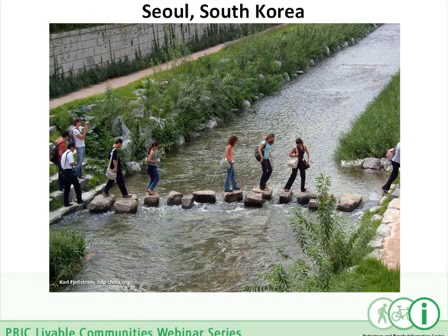 Seoul, South Korea
Karl Fjellstrom, itdp-china.org
PBIC Livable Communities Webinar Series